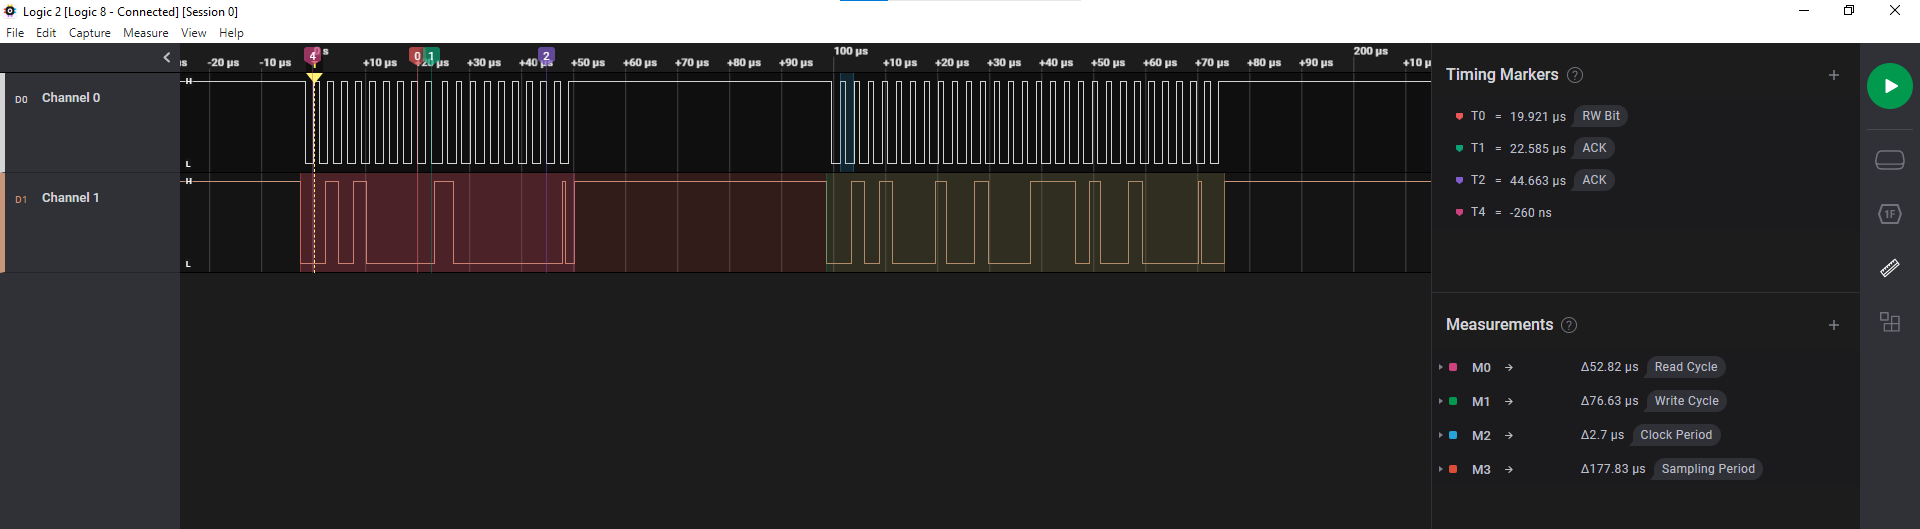 Logic 2 [Logic 8 - Connected] [Session 0]
File Edit Capture Measure View Help
s 100 µs 200 µs
4 0 1 2
s -20 µs -10 µs +10 µs +20 µs +30 µs +40 µs +50 µs +60 µs +70 µs +80 µs +90 µs +10 µs +20 µs +30 µs +40 µs +50 µs +60 µs +70 µs +80 µs +90 µs +10 µ
D0 Channel 0
H
L
D1 Channel 1
H
L
Timing Markers ? +
T0 = 19.921 µs RW Bit
T1 = 22.585 µs ACK
T2 = 44.663 µs ACK
T4 = -260 ns
Measurements ? +
M0 → Δ52.82 µs Read Cycle
M1 → Δ76.63 µs Write Cycle
M2 → Δ2.7 µs Clock Period
M3 → Δ177.83 µs Sampling Period
1F